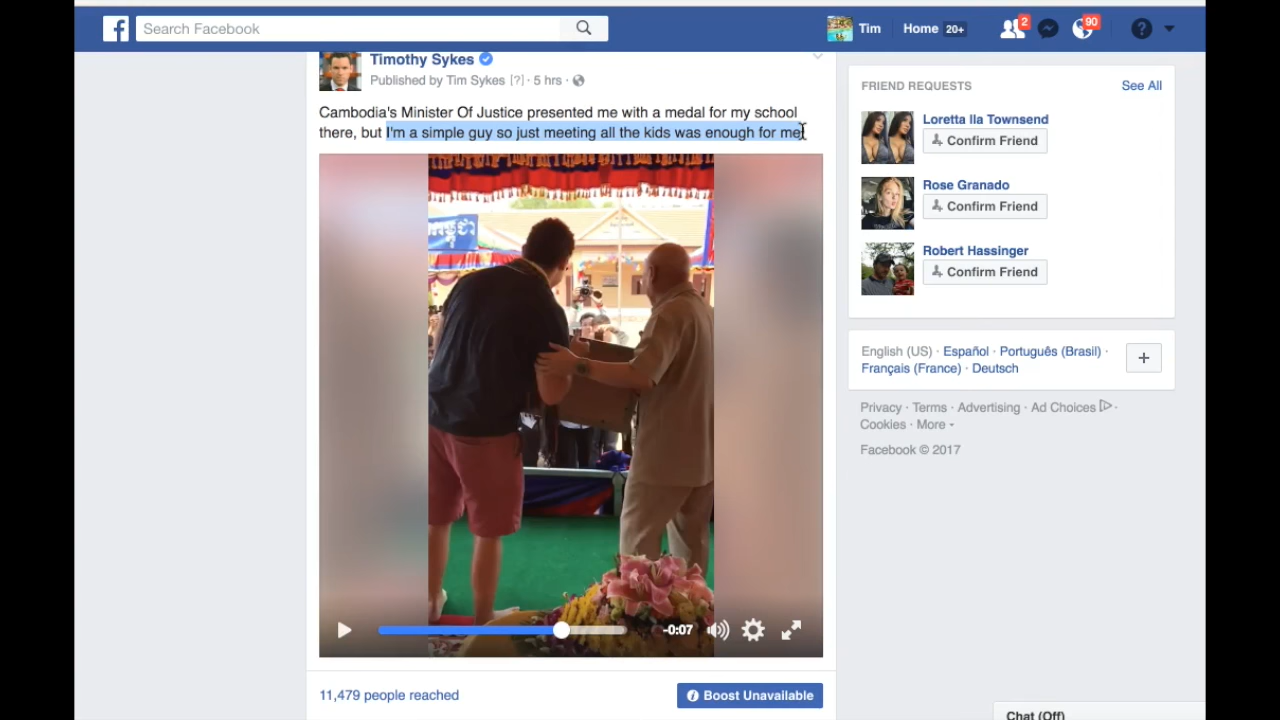 f
Search Facebook
Tim
Home 20+
2
90
?
Timothy Sykes
Published by Tim Sykes [?] · 5 hrs ·
Cambodia's Minister Of Justice presented me with a medal for my school
there, but I'm a simple guy so just meeting all the kids was enough for me!
-0:07
11,479 people reached
Boost Unavailable
FRIEND REQUESTS
See All
Loretta Ila Townsend
Confirm Friend
Rose Granado
Confirm Friend
Robert Hassinger
Confirm Friend
English (US) · Español · Português (Brasil) ·
Français (France) · Deutsch
+
Privacy · Terms · Advertising · Ad Choices ·
Cookies · More
Facebook © 2017
Chat (Off)